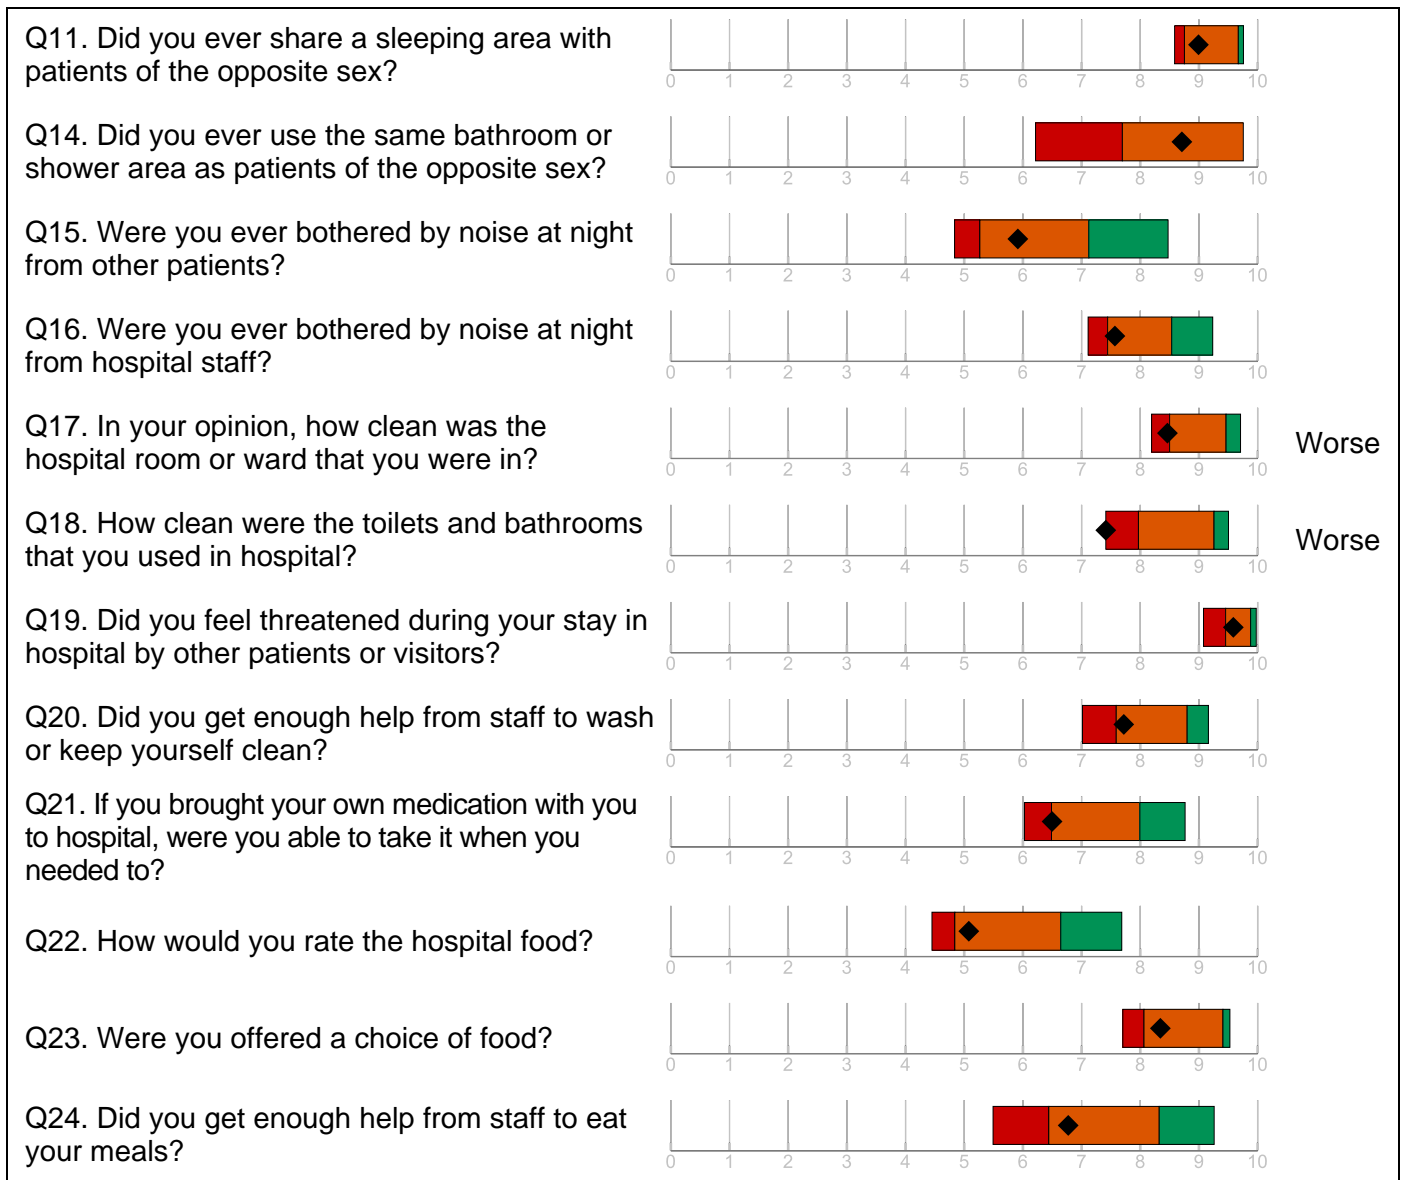 Q11. Did you ever share a sleeping area with
patients of the opposite sex?
0 1 2 3 4 5 6 7 8 9 10
Q14. Did you ever use the same bathroom or
shower area as patients of the opposite sex?
0 1 2 3 4 5 6 7 8 9 10
Q15. Were you ever bothered by noise at night
from other patients?
0 1 2 3 4 5 6 7 8 9 10
Q16. Were you ever bothered by noise at night
from hospital staff?
0 1 2 3 4 5 6 7 8 9 10
Q17. In your opinion, how clean was the
hospital room or ward that you were in?
Worse
0 1 2 3 4 5 6 7 8 9 10
Q18. How clean were the toilets and bathrooms
that you used in hospital?
Worse
0 1 2 3 4 5 6 7 8 9 10
Q19. Did you feel threatened during your stay in
hospital by other patients or visitors?
0 1 2 3 4 5 6 7 8 9 10
Q20. Did you get enough help from staff to wash
or keep yourself clean?
0 1 2 3 4 5 6 7 8 9 10
Q21. If you brought your own medication with you
to hospital, were you able to take it when you
needed to?
0 1 2 3 4 5 6 7 8 9 10
Q22. How would you rate the hospital food?
0 1 2 3 4 5 6 7 8 9 10
Q23. Were you offered a choice of food?
0 1 2 3 4 5 6 7 8 9 10
Q24. Did you get enough help from staff to eat
your meals?
0 1 2 3 4 5 6 7 8 9 10